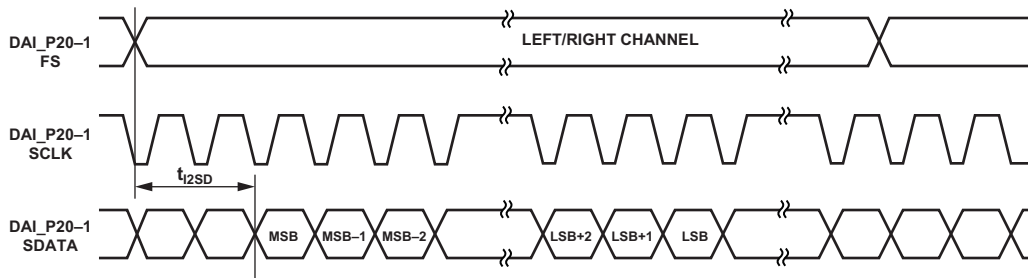 DAI_P20–1
FS
LEFT/RIGHT CHANNEL
DAI_P20–1
SCLK
tI2SD
DAI_P20–1
SDATA
MSB
MSB–1
MSB–2
LSB+2
LSB+1
LSB